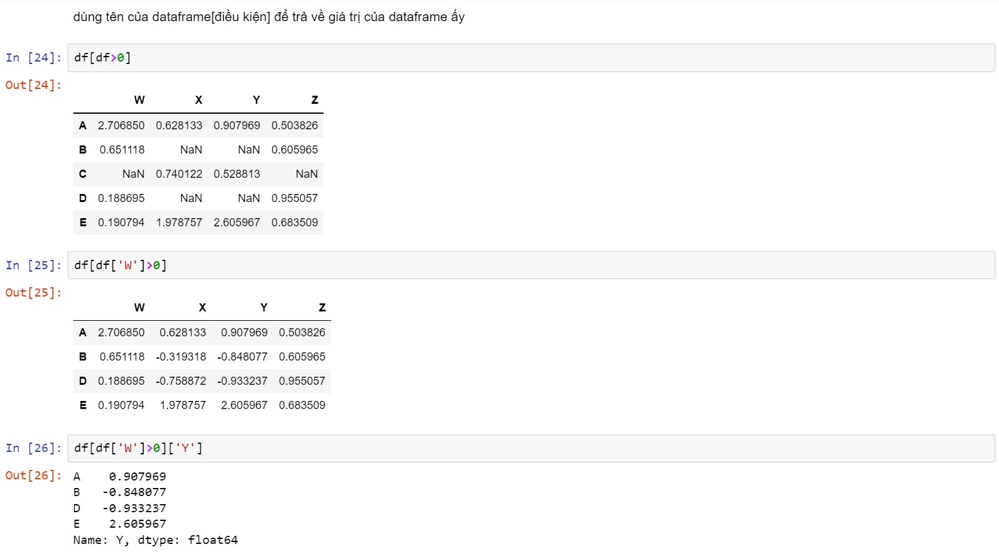 dùng tên của dataframe[điều kiện] để trả về giá trị của dataframe ấy
In [24]: df[df>0]
Out[24]:
W X Y Z
A 2.706850 0.628133 0.907969 0.503826
B 0.651118 NaN NaN 0.605965
C NaN 0.740122 0.528813 NaN
D 0.188695 NaN NaN 0.955057
E 0.190794 1.978757 2.605967 0.683509
In [25]: df[df['W']>0]
Out[25]:
W X Y Z
A 2.706850 0.628133 0.907969 0.503826
B 0.651118 -0.319318 -0.848077 0.605965
D 0.188695 -0.758872 -0.933237 0.955057
E 0.190794 1.978757 2.605967 0.683509
In [26]: df[df['W']>0]['Y']
Out[26]: A 0.907969
B -0.848077
D -0.933237
E 2.605967
Name: Y, dtype: float64